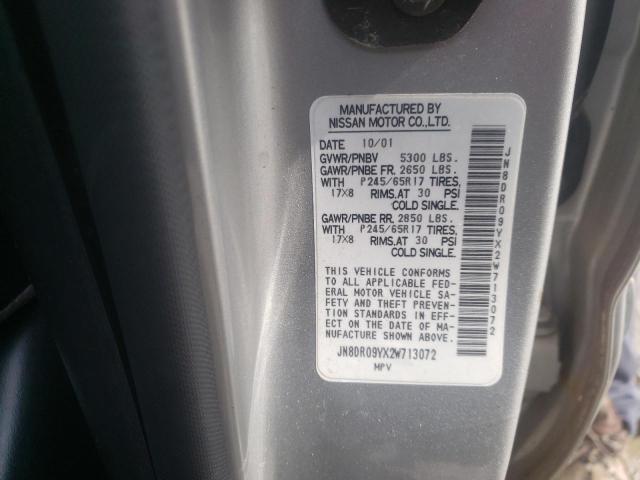 MANUFACTURED BY
NISSAN MOTOR CO.,LTD.
DATE 10/01
GVWR/PNBV 5300 LBS.
GAWR/PNBE FR. 2650 LBS.
WITH P245/65R17 TIRES,
17X8 RIMS,AT 30 PSI
COLD SINGLE.
GAWR/PNBE RR. 2850 LBS.
WITH P245/65R17 TIRES,
17X8 RIMS,AT 30 PSI
COLD SINGLE.
THIS VEHICLE CONFORMS
TO ALL APPLICABLE FED-
ERAL MOTOR VEHICLE SA-
FETY AND THEFT PREVEN-
TION STANDARDS IN EFF-
ECT ON THE DATE OF MA-
NUFACTURE SHOWN ABOVE.
JN8DR09YX2W713072
MPV
JN8DR09YX2W713072